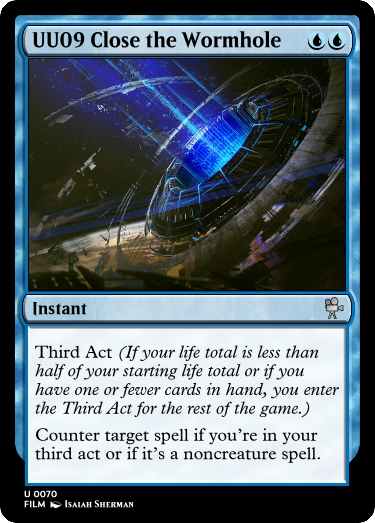 UU09 Close the Wormhole
Instant
Third Act (If your life total is less than
half of your starting life total or if you
have one or fewer cards in hand, you enter
the Third Act for the rest of the game.)
Counter target spell if you're in your
third act or if it's a noncreature spell.
U 0070
FILM Isaiah Sherman